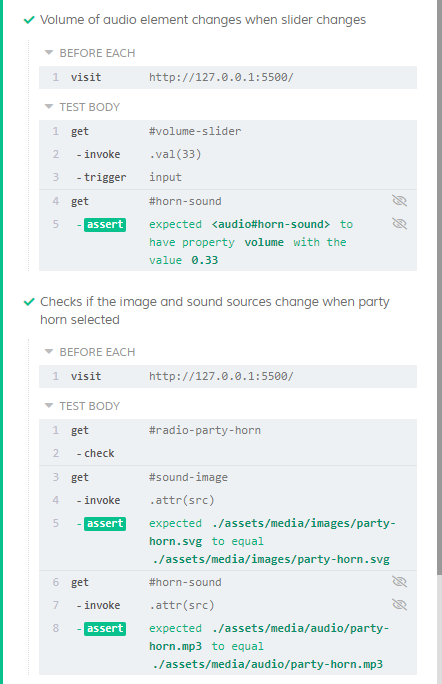 Volume of audio element changes when slider changes
BEFORE EACH
1 visit http://127.0.0.1:5500/
TEST BODY
1 get #volume-slider
2 -invoke .val(33)
3 -trigger input
4 get #horn-sound
5 -assert expected <audio#horn-sound> to
have property volume with the
value 0.33
Checks if the image and sound sources change when party
horn selected
BEFORE EACH
1 visit http://127.0.0.1:5500/
TEST BODY
1 get #radio-party-horn
2 -check
3 get #sound-image
4 -invoke .attr(src)
5 -assert expected ./assets/media/images/party-
horn.svg to equal
./assets/media/images/party-horn.svg
6 get #horn-sound
7 -invoke .attr(src)
8 -assert expected ./assets/media/audio/party-
horn.mp3 to equal
./assets/media/audio/party-horn.mp3